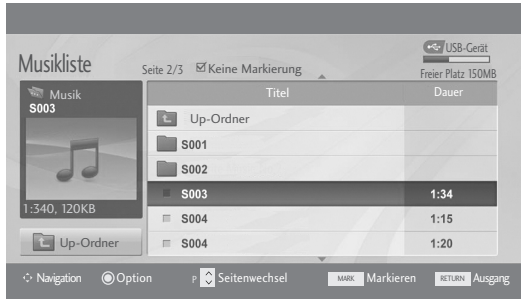 USB-Gerät
Musikliste
Seite 2/3 Keine Markierung
Freier Platz 150MB
Musik
S003
Titel Dauer
Up-Ordner
S001
S002
S003 1:34
1:340, 120KB
S004 1:15
Up-Ordner
S004 1:20
Navigation Option P Seitenwechsel MARK Markieren RETURN Ausgang